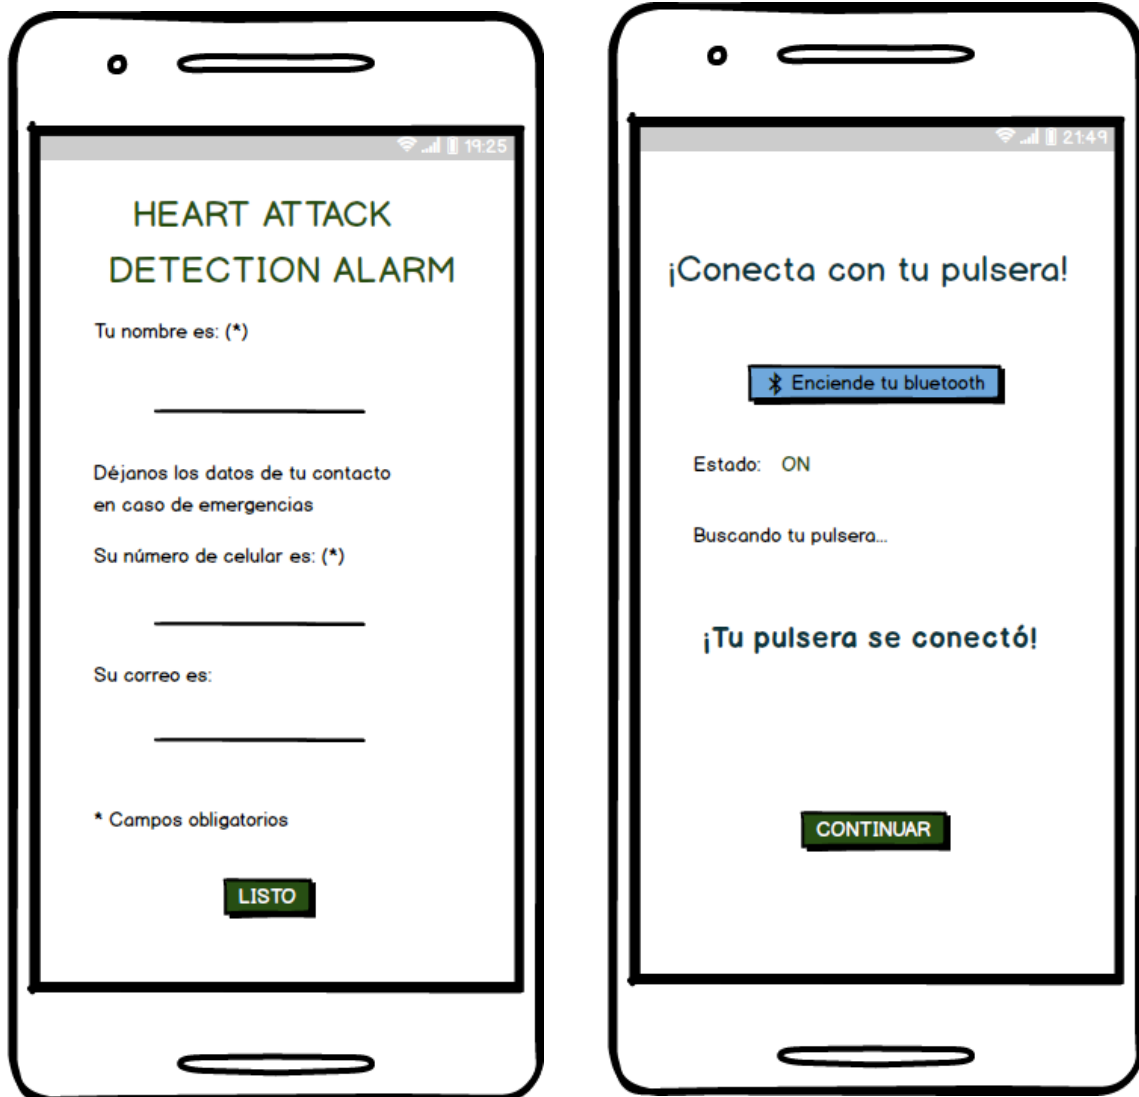 19:25
HEART ATTACK
DETECTION ALARM
Tu nombre es: (*)
Déjanos los datos de tu contacto
en caso de emergencias
Su número de celular es: (*)
Su correo es:
* Campos obligatorios
LISTO
21:49
¡Conecta con tu pulsera!
Enciende tu bluetooth
Estado: ON
Buscando tu pulsera...
¡Tu pulsera se conectó!
CONTINUAR